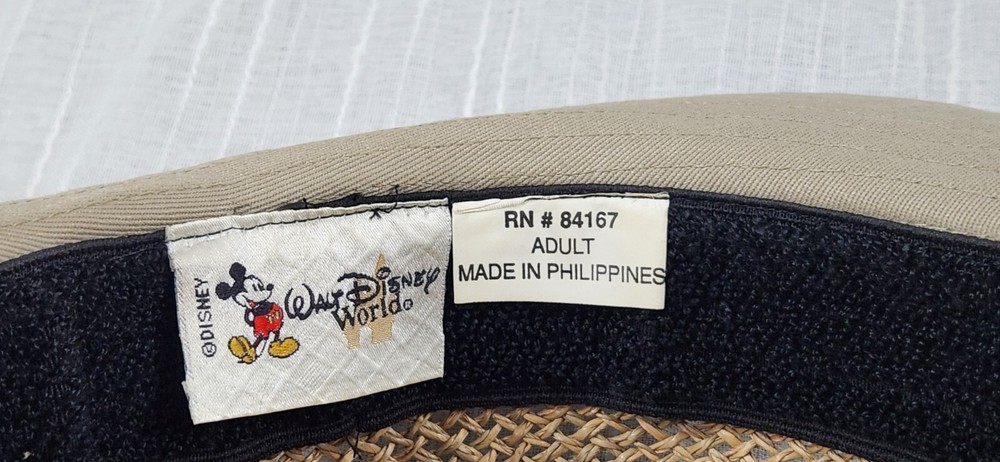 ©DISNEY
WALT DISNEY
World®
RN # 84167
ADULT
MADE IN PHILIPPINES